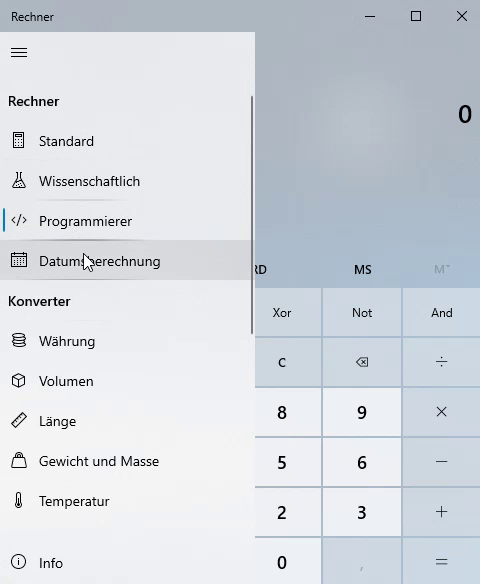 Rechner
0
Rechner
Standard
Wissenschaftlich
Programmierer
Datumsberechnung
RD MS M˅
Konverter
Währung
Volumen
Länge
Gewicht und Masse
Temperatur
Info
Xor Not And
C ÷
8 9 ×
5 6 −
2 3 +
0 , =